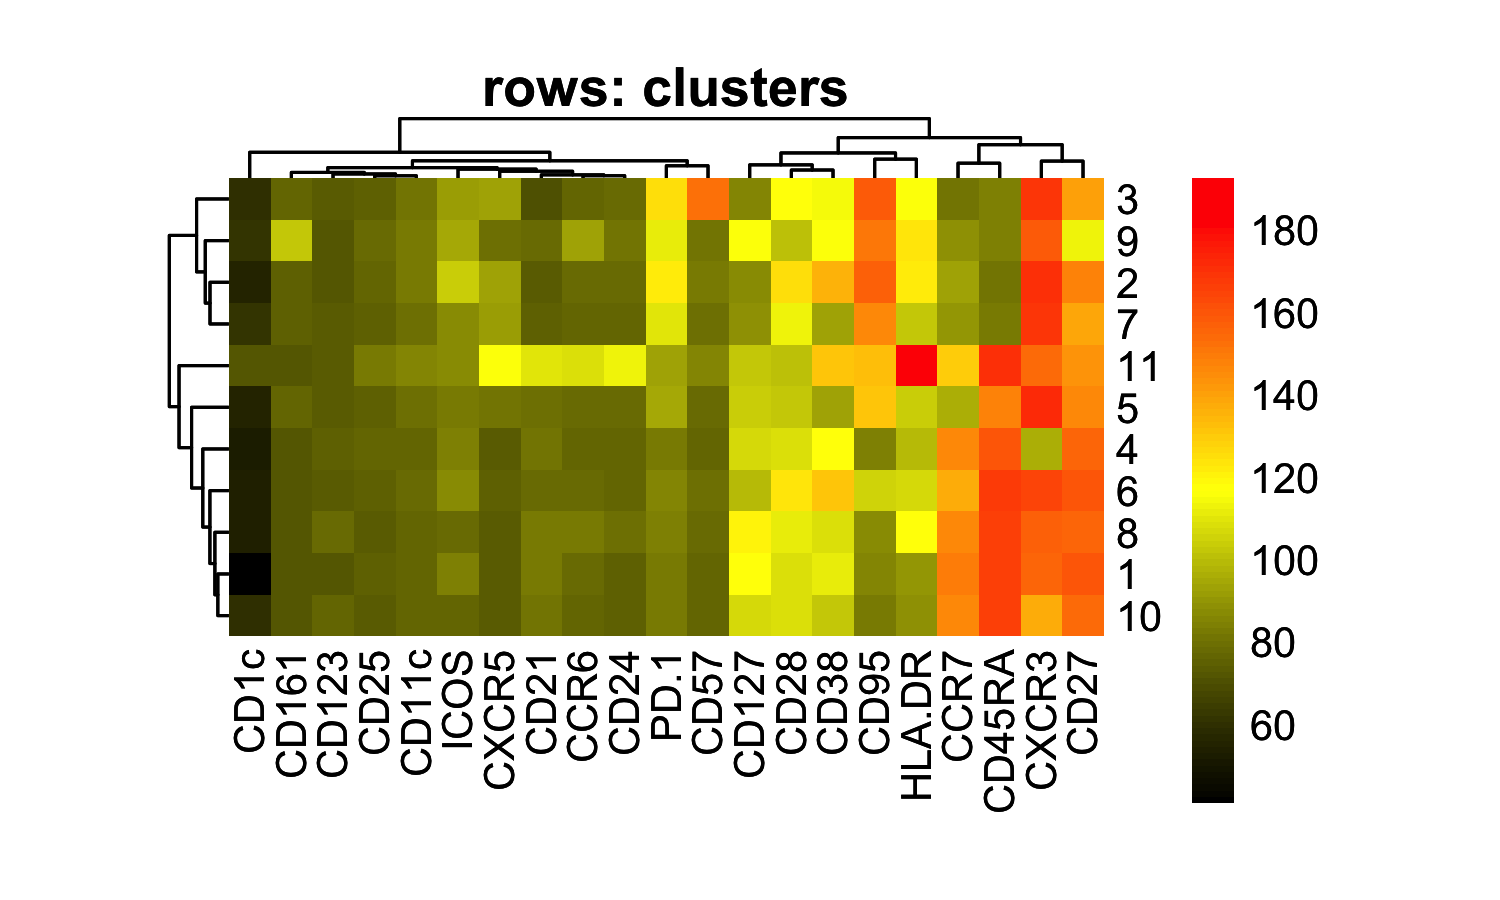 rows: clusters
3
9
2
7
11
5
4
6
8
1
10
180
160
140
120
100
80
60
CD1c
CD161
CD123
CD25
CD11c
ICOS
CXCR5
CD21
CCR6
CD24
PD.1
CD57
CD127
CD28
CD38
CD95
HLA.DR
CCR7
CD45RA
CXCR3
CD27